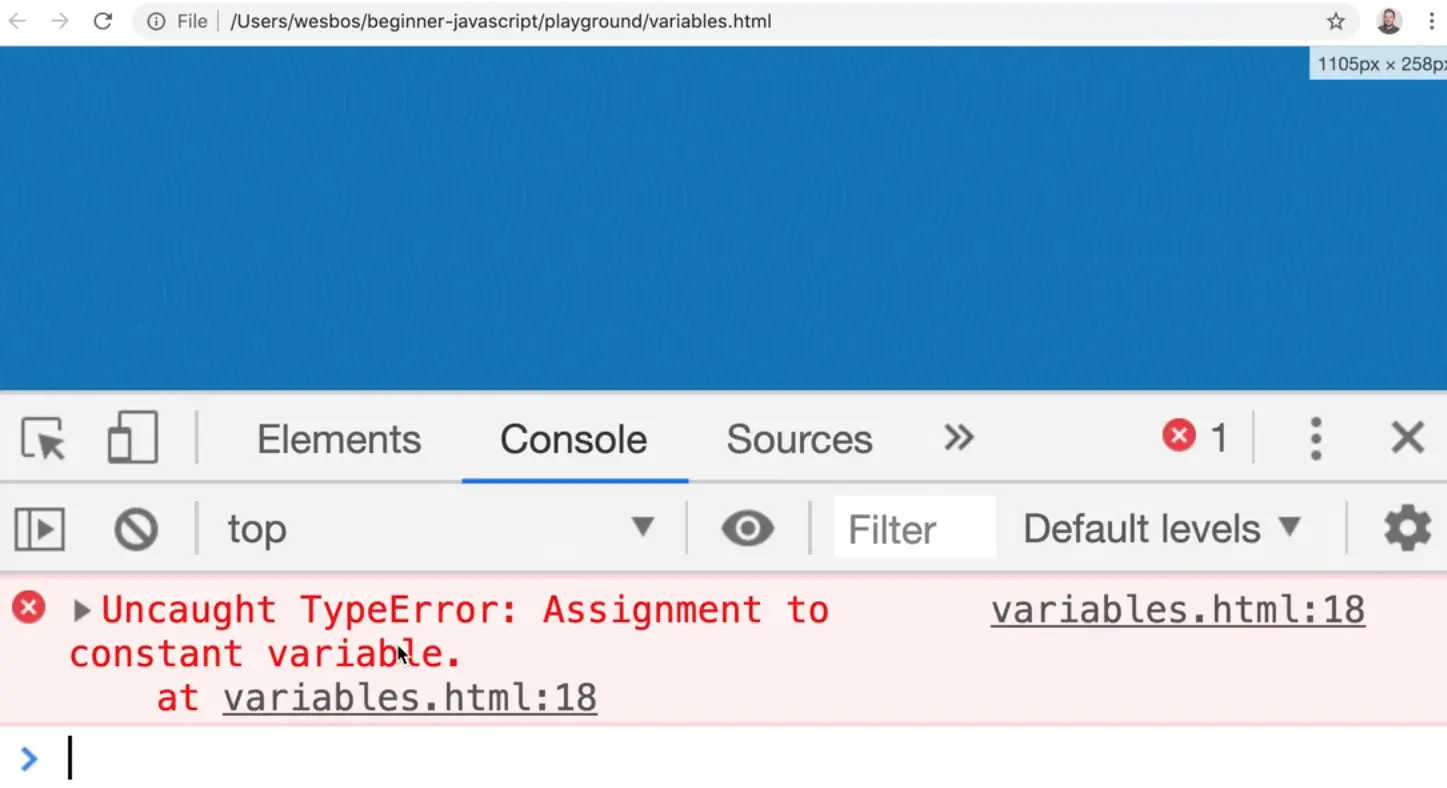 File /Users/wesbos/beginner-javascript/playground/variables.html
1105px × 258px
Elements Console Sources 1
top Filter Default levels
Uncaught TypeError: Assignment to variables.html:18
constant variable.
at variables.html:18